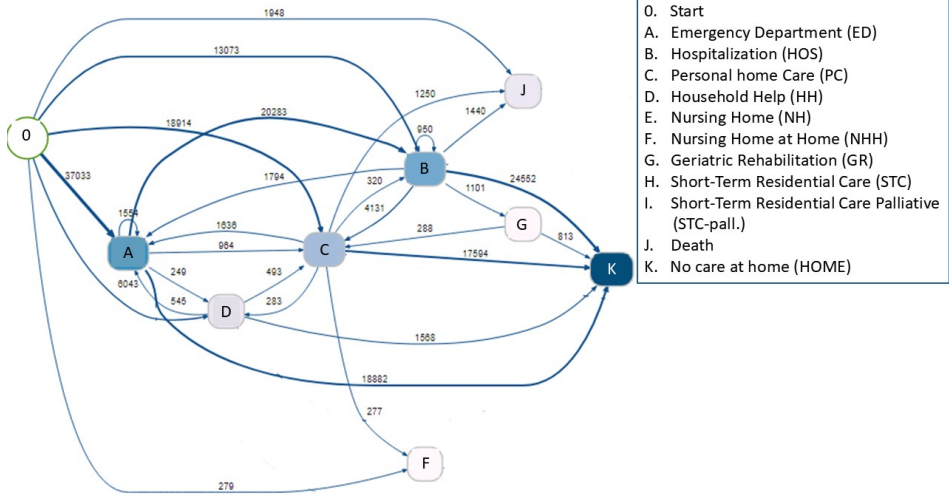 1948
13073
20283
18914
37033
1250
1440
950
1794
320
4131
1101
24552
1554
1636
964
288
813
17594
249
493
6043
545
283
1568
18882
277
279
0
A
B
C
D
F
G
J
K
0. Start
A. Emergency Department (ED)
B. Hospitalization (HOS)
C. Personal home Care (PC)
D. Household Help (HH)
E. Nursing Home (NH)
F. Nursing Home at Home (NHH)
G. Geriatric Rehabilitation (GR)
H. Short-Term Residential Care (STC)
I. Short-Term Residential Care Palliative
(STC-pall.)
J. Death
K. No care at home (HOME)